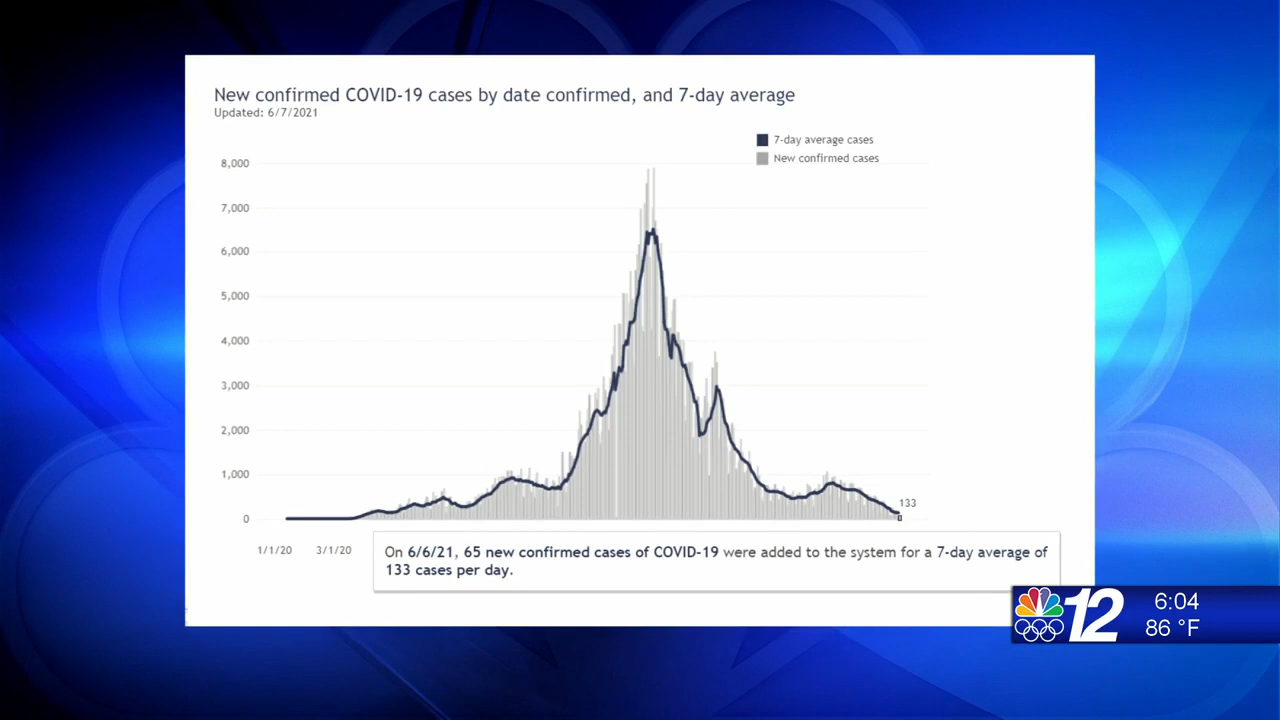 New confirmed COVID-19 cases by date confirmed, and 7-day average
Updated: 6/7/2021
7-day average cases
New confirmed cases
8,000
7,000
6,000
5,000
4,000
3,000
2,000
1,000
0
133
1/1/20 3/1/20
On 6/6/21, 65 new confirmed cases of COVID-19 were added to the system for a 7-day average of
133 cases per day.
12
6:04
86 °F